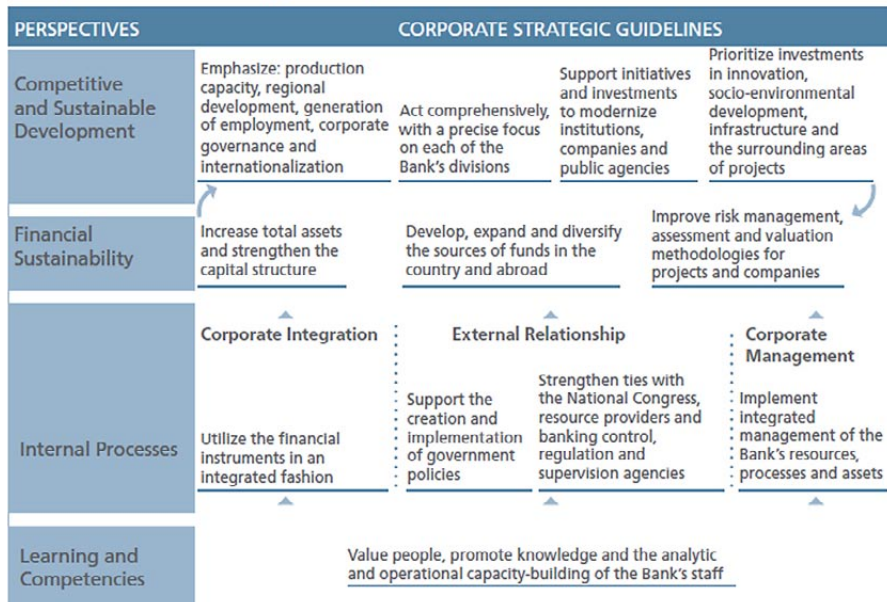 PERSPECTIVES
CORPORATE STRATEGIC GUIDELINES
Competitive
and Sustainable
Development
Emphasize: production
capacity, regional
development, generation
of employment, corporate
governance and
internationalization
Act comprehensively,
with a precise focus
on each of the
Bank's divisions
Support initiatives
and investments
to modernize
institutions,
companies and
public agencies
Prioritize investments
in innovation,
socio-environmental
development,
infrastructure and
the surrounding areas
of projects
Financial
Sustainability
Increase total assets
and strengthen the
capital structure
Develop, expand and diversify
the sources of funds in the
country and abroad
Improve risk management,
assessment and valuation
methodologies for
projects and companies
Internal Processes
Corporate Integration
Utilize the financial
instruments in an
integrated fashion
External Relationship
Support the
creation and
implementation
of government
policies
Strengthen ties with
the National Congress,
resource providers and
banking control,
regulation and
supervision agencies
Corporate
Management
Implement
integrated
management of the
Bank's resources,
processes and assets
Learning and
Competencies
Value people, promote knowledge and the analytic
and operational capacity-building of the Bank's staff